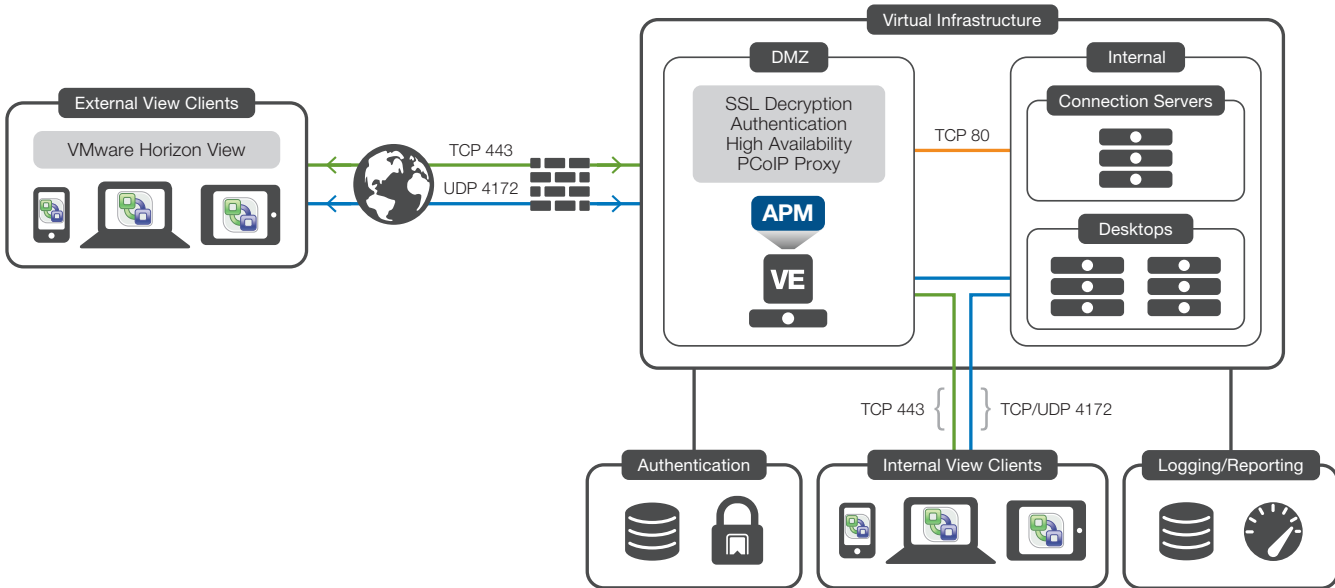 Virtual Infrastructure
DMZ
Internal
External View Clients
VMware Horizon View
TCP 443
UDP 4172
SSL Decryption
Authentication
High Availability
PCoIP Proxy
APM
VE
TCP 80
Connection Servers
Desktops
TCP 443
TCP/UDP 4172
Authentication
Internal View Clients
Logging/Reporting